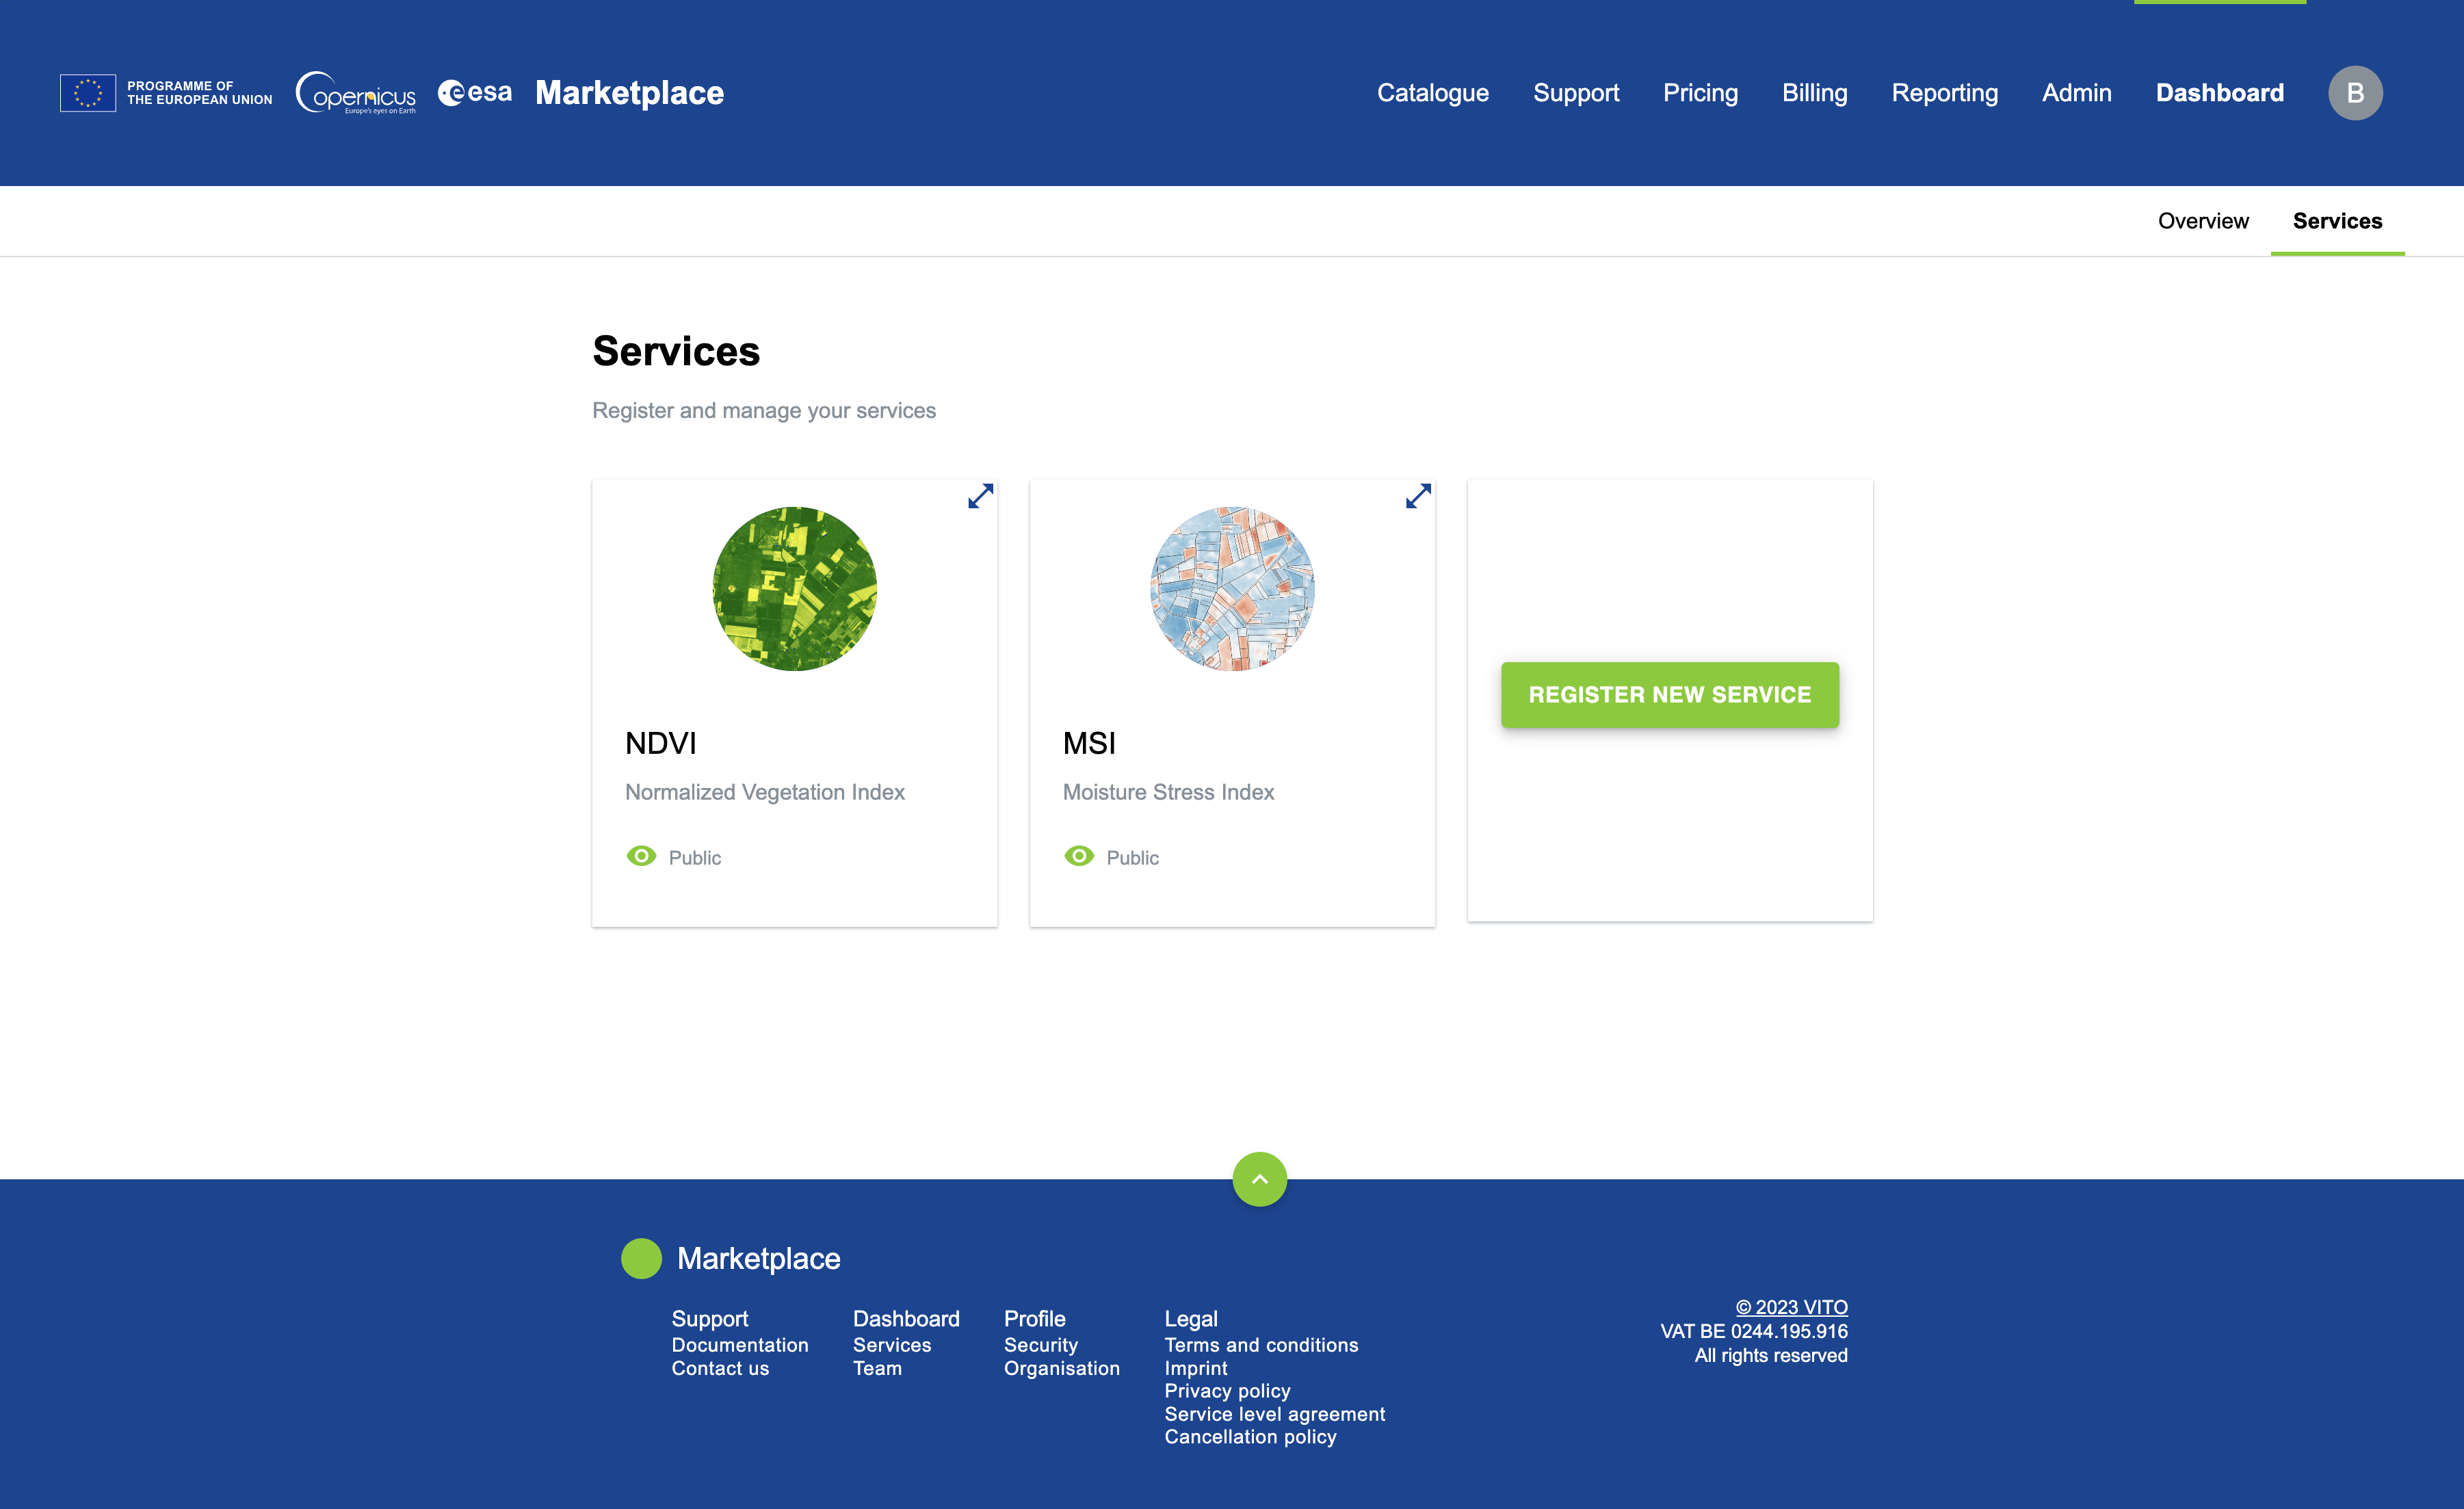 PROGRAMME OF
THE EUROPEAN UNION
Copernicus
Europe's eyes on Earth
esa
Marketplace
Catalogue
Support
Pricing
Billing
Reporting
Admin
Dashboard
B
Overview
Services
Services
Register and manage your services
NDVI
Normalized Vegetation Index
Public
MSI
Moisture Stress Index
Public
REGISTER NEW SERVICE
Marketplace
Support
Documentation
Contact us
Dashboard
Services
Team
Profile
Security
Organisation
Legal
Terms and conditions
Imprint
Privacy policy
Service level agreement
Cancellation policy
© 2023 VITO
VAT BE 0244.195.916
All rights reserved